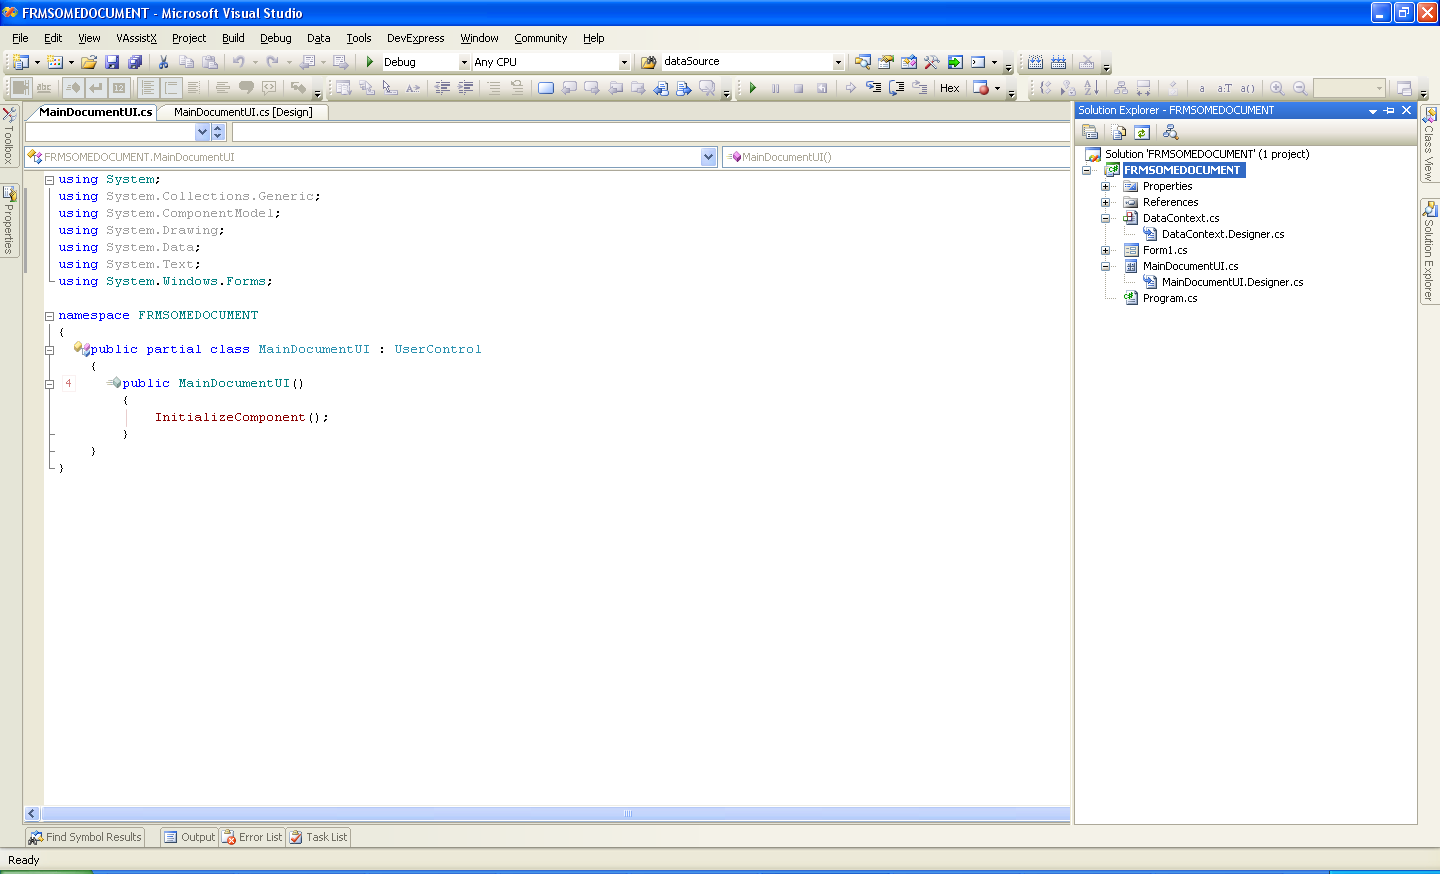 FRMSOMEDOCUMENT - Microsoft Visual Studio
File Edit View VAssistX Project Build Debug Data Tools DevExpress Window Community Help
Debug Any CPU dataSource
abc 12 A Hex a a:T a()
MainDocumentUI.cs MainDocumentUI.cs [Design]
FRMSOMEDOCUMENT.MainDocumentUI MainDocumentUI()
using System;
using System.Collections.Generic;
using System.ComponentModel;
using System.Drawing;
using System.Data;
using System.Text;
using System.Windows.Forms;
namespace FRMSOMEDOCUMENT
{
public partial class MainDocumentUI : UserControl
{
4 public MainDocumentUI()
{
InitializeComponent();
}
}
}
Toolbox
Properties
Solution Explorer - FRMSOMEDOCUMENT
Solution 'FRMSOMEDOCUMENT' (1 project)
FRMSOMEDOCUMENT
Properties
References
DataContext.cs
DataContext.Designer.cs
Form1.cs
MainDocumentUI.cs
MainDocumentUI.Designer.cs
Program.cs
Class View
Solution Explorer
Find Symbol Results Output Error List Task List
Ready